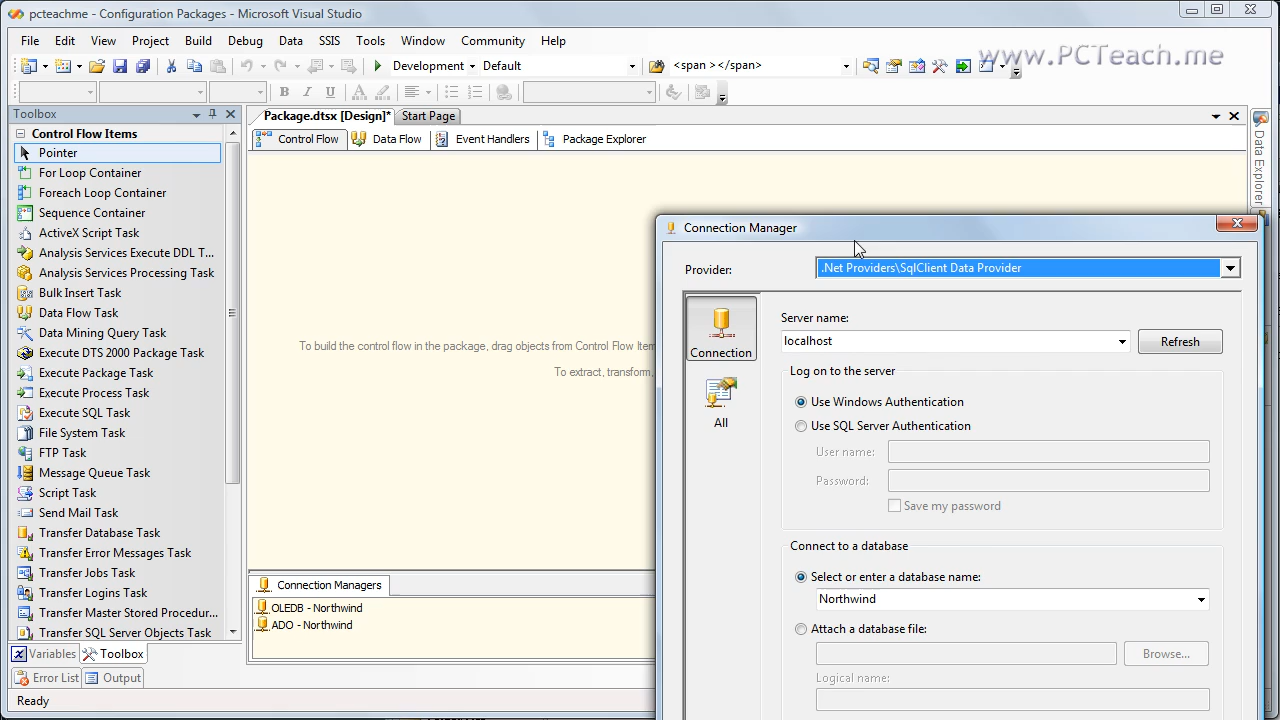 pcteachme - Configuration Packages - Microsoft Visual Studio
File Edit View Project Build Debug Data SSIS Tools Window Community Help
Development Default <span ></span>
www.PCTeach.me
Toolbox
Package.dtsx [Design]* Start Page
Control Flow Items
Control Flow Data Flow Event Handlers Package Explorer
Pointer
For Loop Container
Foreach Loop Container
Sequence Container
ActiveX Script Task
Analysis Services Execute DDL T...
Analysis Services Processing Task
Bulk Insert Task
Data Flow Task
Data Mining Query Task
Execute DTS 2000 Package Task
Execute Package Task
Execute Process Task
Execute SQL Task
File System Task
FTP Task
Message Queue Task
Script Task
Send Mail Task
Transfer Database Task
Transfer Error Messages Task
Transfer Jobs Task
Transfer Logins Task
Transfer Master Stored Procedur...
Transfer SQL Server Objects Task
Variables Toolbox
Error List Output
Ready
To build the control flow in the package, drag objects from Control Flow Iten
To extract, transform,
Connection Managers
OLEDB - Northwind
ADO - Northwind
Data Explorer
Connection Manager
Provider: .Net Providers\SqlClient Data Provider
Connection
All
Server name:
localhost Refresh
Log on to the server
Use Windows Authentication
Use SQL Server Authentication
User name:
Password:
Save my password
Connect to a database
Select or enter a database name:
Northwind
Attach a database file:
Browse...
Logical name: